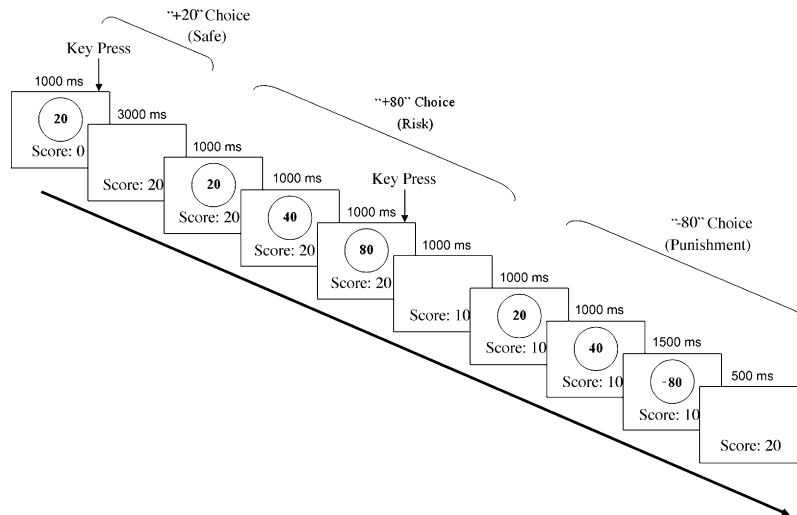 “+20” Choice
(Safe)
Key Press
1000 ms
20
Score: 0
3000 ms
Score: 20
“+80” Choice
(Risk)
1000 ms
20
Score: 20
1000 ms
40
Score: 20
Key Press
1000 ms
80
Score: 20
1000 ms
Score: 10
“-80” Choice
(Punishment)
1000 ms
20
Score: 10
1000 ms
40
Score: 10
1500 ms
-80
Score: 10
500 ms
Score: 20